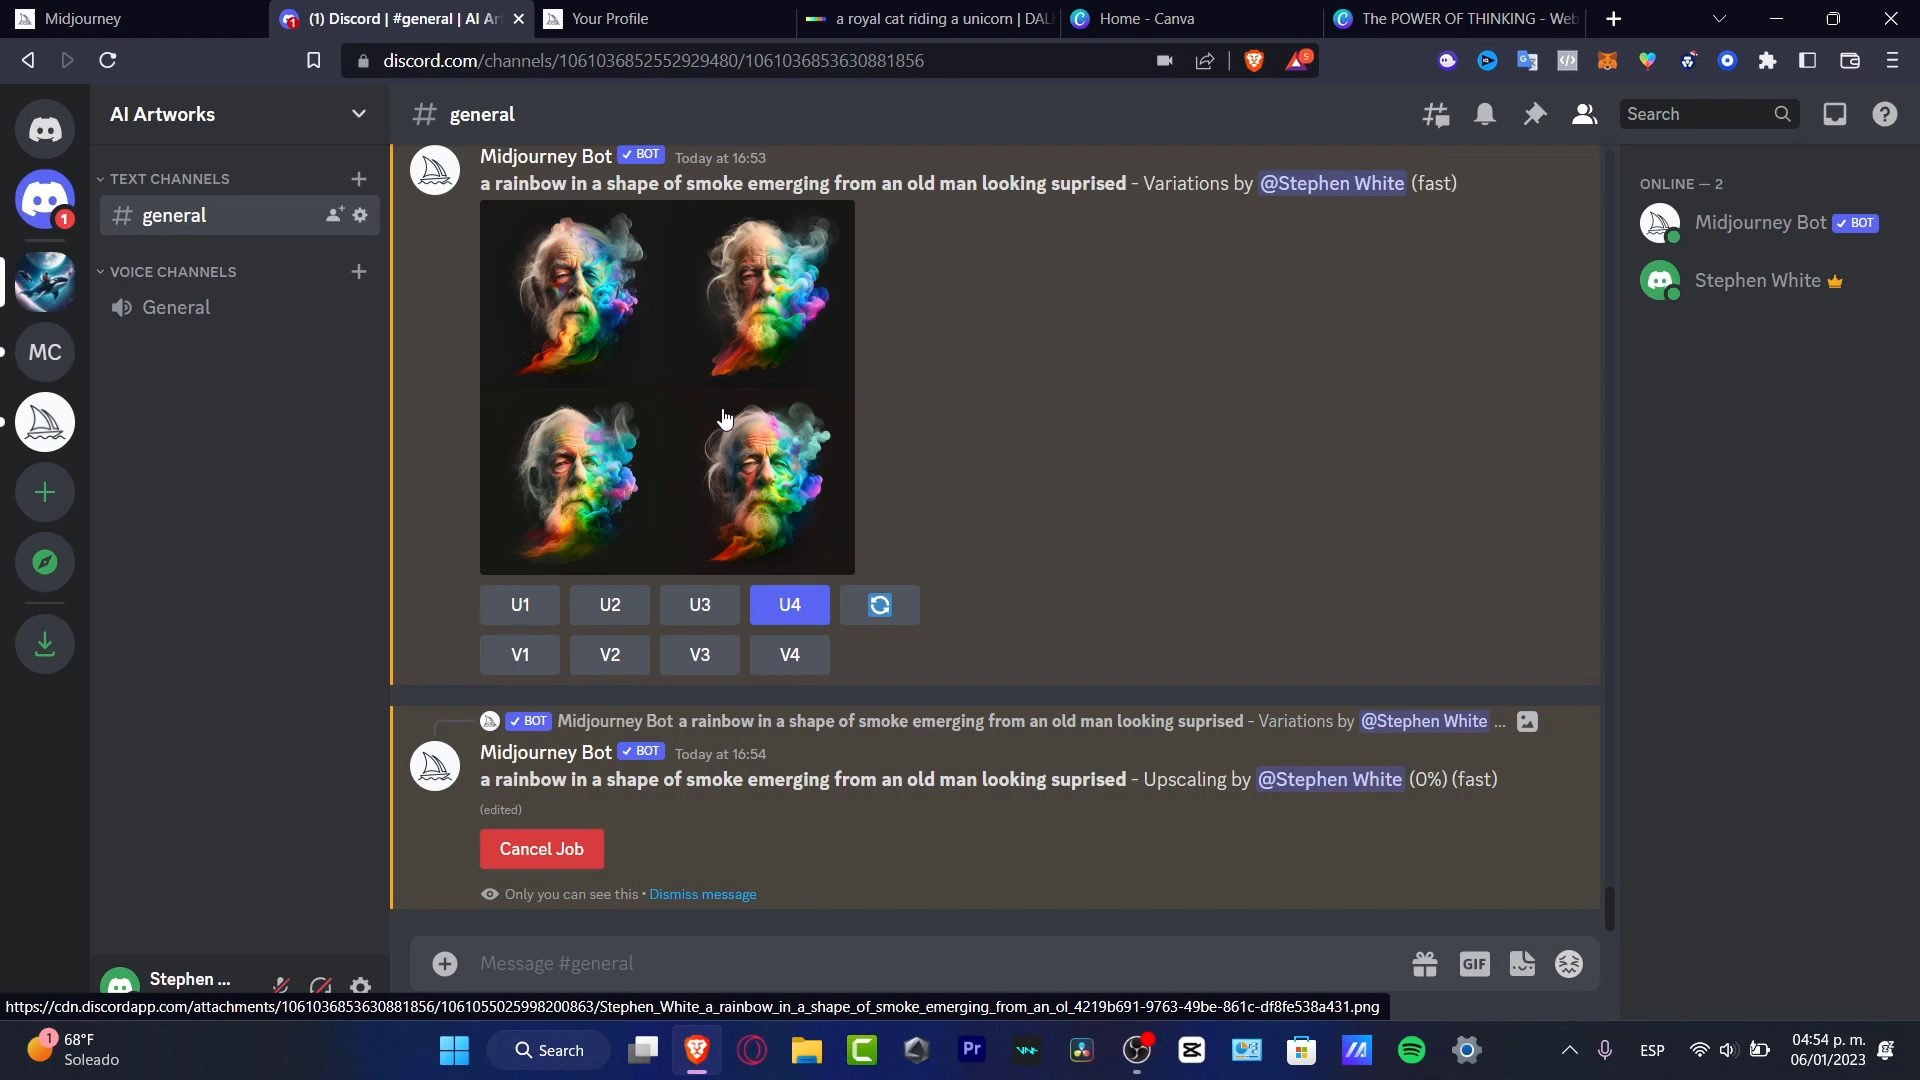 Midjourney
(1) Discord | #general | AI Ar
Your Profile
a royal cat riding a unicorn | DAL
Home - Canva
The POWER OF THINKING - Web
discord.com/channels/1061036852552929480/1061036853630881856
5
AI Artworks
# general
Search
TEXT CHANNELS
# general
VOICE CHANNELS
General
1
MC
Midjourney Bot ✓ BOT Today at 16:53
a rainbow in a shape of smoke emerging from an old man looking suprised - Variations by @Stephen White (fast)
U1 U2 U3 U4
V1 V2 V3 V4
✓ BOT Midjourney Bot a rainbow in a shape of smoke emerging from an old man looking suprised - Variations by @Stephen White ...
Midjourney Bot ✓ BOT Today at 16:54
a rainbow in a shape of smoke emerging from an old man looking suprised - Upscaling by @Stephen White (0%) (fast)
(edited)
Cancel Job
Only you can see this • Dismiss message
Message #general
GIF
ONLINE — 2
Midjourney Bot ✓ BOT
Stephen White
Stephen ...
https://cdn.discordapp.com/attachments/1061036853630881856/1061055025998200863/Stephen_White_a_rainbow_in_a_shape_of_smoke_emerging_from_an_ol_4219b691-9763-49be-861c-df8fe538a431.png
1
68°F
Soleado
Search
Pr
ESP
04:54 p. m.
06/01/2023